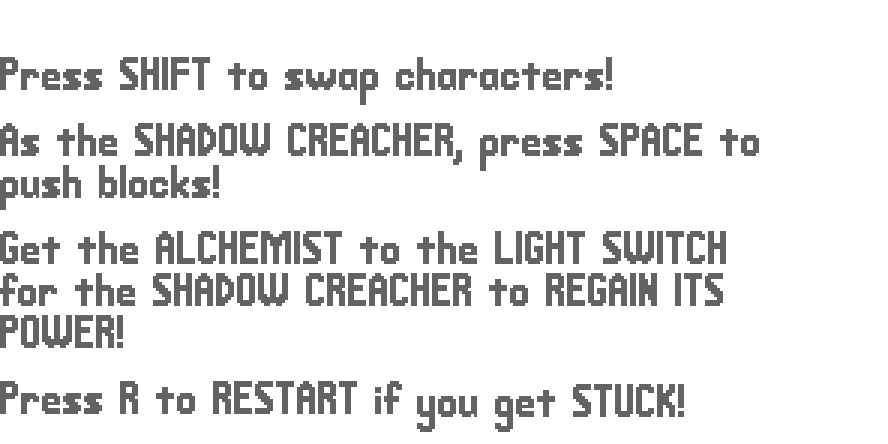 Press SHIFT to swap characters!
As the SHADOW CREACHER, press SPACE to
push blocks!
Get the ALCHEMIST to the LIGHT SWITCH
for the SHADOW CREACHER to REGAIN ITS
POWER!
Press R to RESTART if you get STUCK!